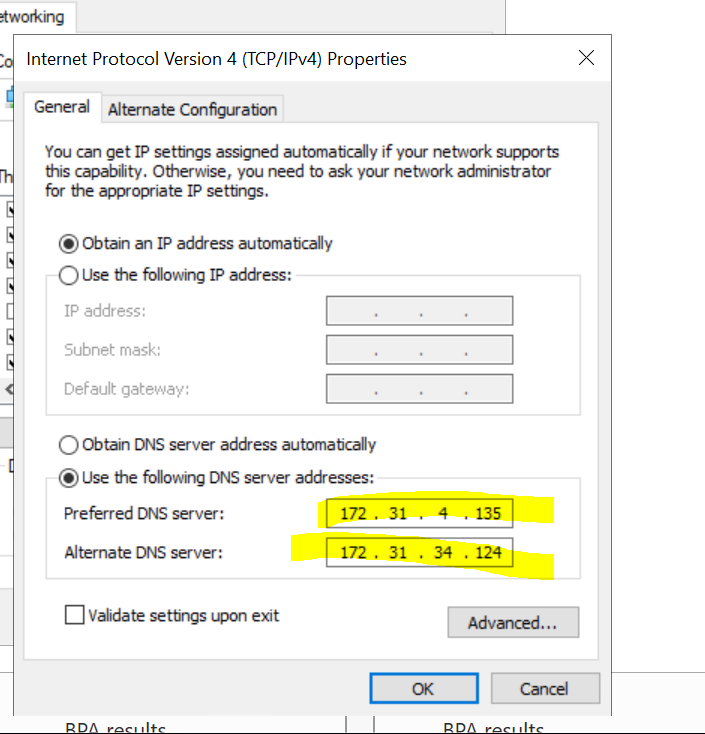 etworking
Internet Protocol Version 4 (TCP/IPv4) Properties
Co
General
Alternate Configuration
You can get IP settings assigned automatically if your network supports
this capability. Otherwise, you need to ask your network administrator
for the appropriate IP settings.
Th
Obtain an IP address automatically
Use the following IP address:
IP address: . . .
Subnet mask: . . .
Default gateway: . . .
Obtain DNS server address automatically
Use the following DNS server addresses:
Preferred DNS server: 172 . 31 . 4 . 135
Alternate DNS server: 172 . 31 . 34 . 124
Validate settings upon exit
Advanced...
OK
Cancel
BPA results
BPA results